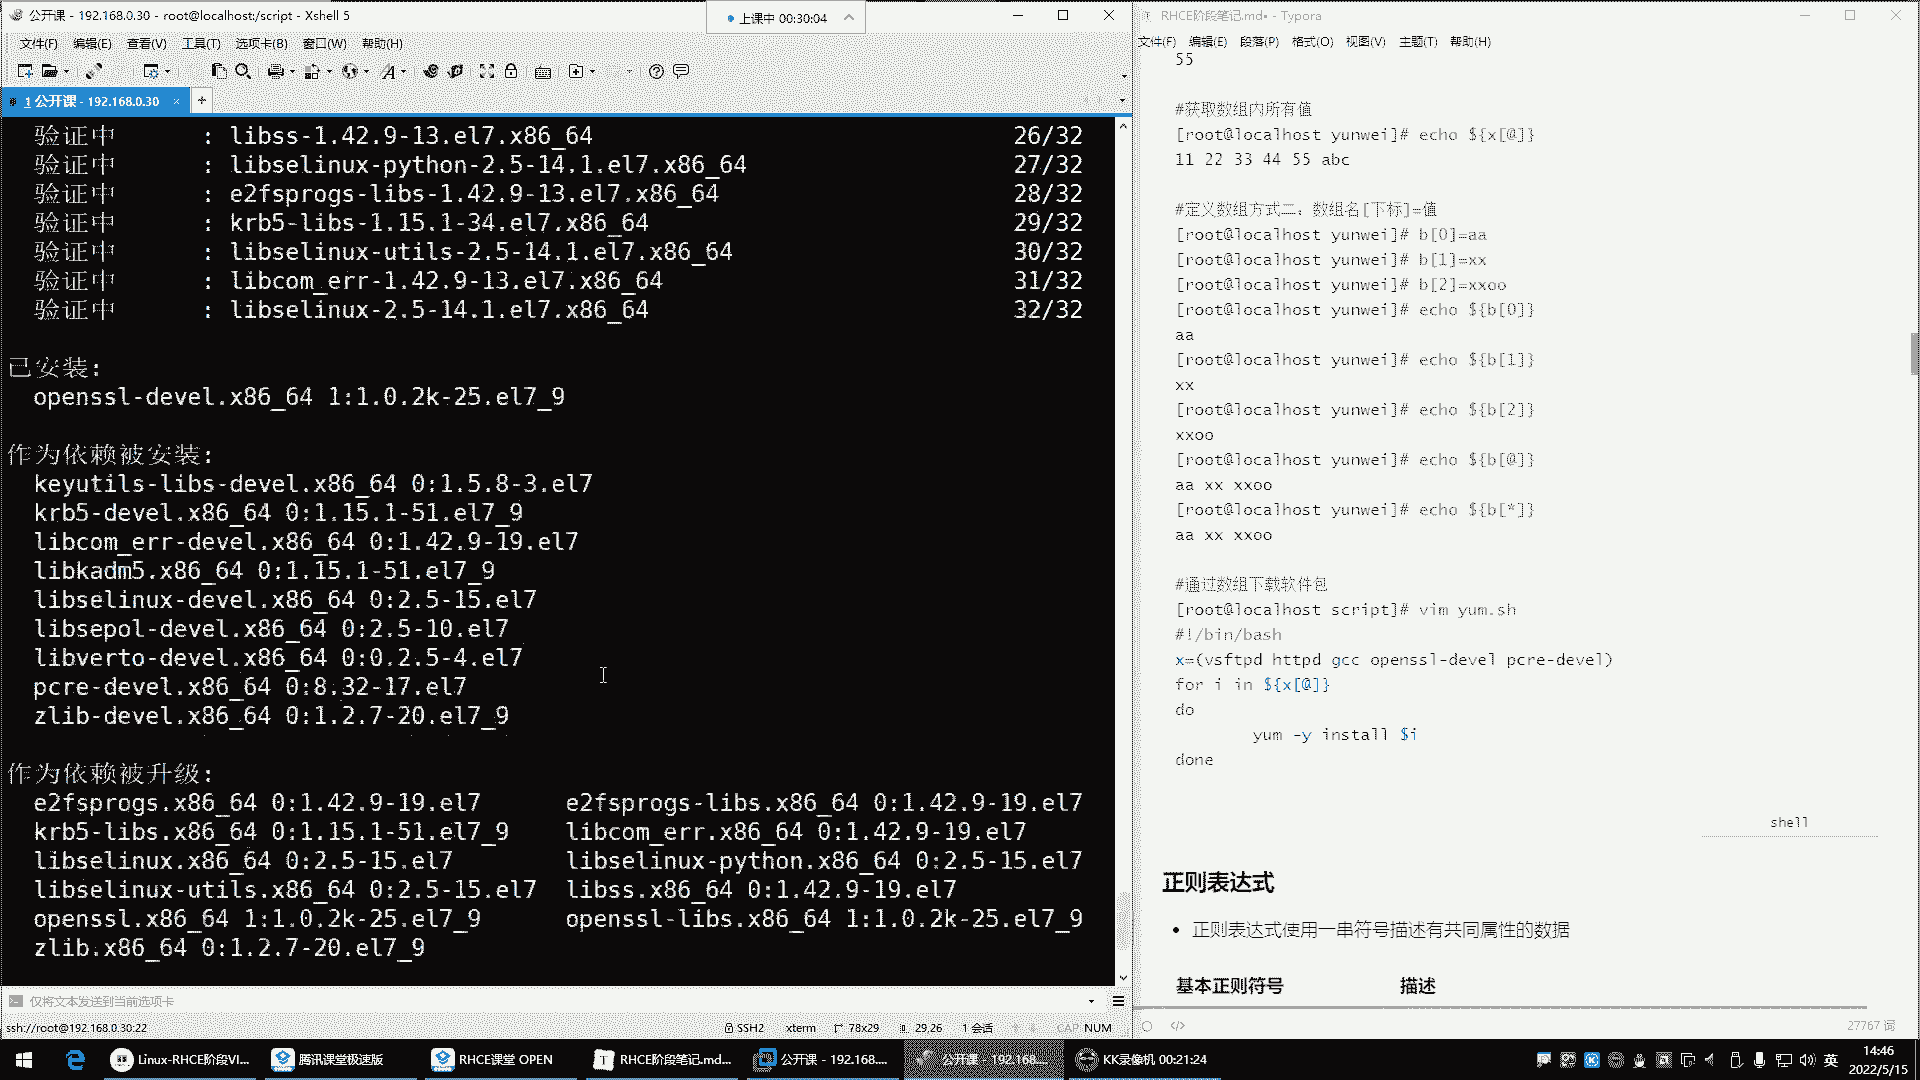 公开课 - 192.168.0.30 - root@localhost:/script - Xshell 5
上课中 00:30:04
文件(F) 编辑(E) 查看(V) 工具(T) 选项卡(B) 窗口(W) 帮助(H)
1 公开课 - 192.168.0.30 × +
验证中 : libss-1.42.9-13.el7.x86_64 26/32
验证中 : libselinux-python-2.5-14.1.el7.x86_64 27/32
验证中 : e2fsprogs-libs-1.42.9-13.el7.x86_64 28/32
验证中 : krb5-libs-1.15.1-34.el7.x86_64 29/32
验证中 : libselinux-utils-2.5-14.1.el7.x86_64 30/32
验证中 : libcom_err-1.42.9-13.el7.x86_64 31/32
验证中 : libselinux-2.5-14.1.el7.x86_64 32/32
已安装:
openssl-devel.x86_64 1:1.0.2k-25.el7_9
作为依赖被安装:
keyutils-libs-devel.x86_64 0:1.5.8-3.el7
krb5-devel.x86_64 0:1.15.1-51.el7_9
libcom_err-devel.x86_64 0:1.42.9-19.el7
libkadm5.x86_64 0:1.15.1-51.el7_9
libselinux-devel.x86_64 0:2.5-15.el7
libsepol-devel.x86_64 0:2.5-10.el7
libverto-devel.x86_64 0:0.2.5-4.el7
pcre-devel.x86_64 0:8.32-17.el7
zlib-devel.x86_64 0:1.2.7-20.el7_9
作为依赖被升级:
e2fsprogs.x86_64 0:1.42.9-19.el7 e2fsprogs-libs.x86_64 0:1.42.9-19.el7
krb5-libs.x86_64 0:1.15.1-51.el7_9 libcom_err.x86_64 0:1.42.9-19.el7
libselinux.x86_64 0:2.5-15.el7 libselinux-python.x86_64 0:2.5-15.el7
libselinux-utils.x86_64 0:2.5-15.el7 libss.x86_64 0:1.42.9-19.el7
openssl.x86_64 1:1.0.2k-25.el7_9 openssl-libs.x86_64 1:1.0.2k-25.el7_9
zlib.x86_64 0:1.2.7-20.el7_9
仅将文本发送到当前选项卡
ssh://root@192.168.0.30:22 SSH2 xterm 78x29 29,26 1 会话 CAP NUM
RHCE阶段笔记.md• - Typora
文件(F) 编辑(E) 段落(P) 格式(O) 视图(V) 主题(T) 帮助(H)
55
#获取数组内所有值
[root@localhost yunwei]# echo ${x[@]}
11 22 33 44 55 abc
#定义数组方式二：数组名[下标]=值
[root@localhost yunwei]# b[0]=aa
[root@localhost yunwei]# b[1]=xx
[root@localhost yunwei]# b[2]=xxoo
[root@localhost yunwei]# echo ${b[0]}
aa
[root@localhost yunwei]# echo ${b[1]}
xx
[root@localhost yunwei]# echo ${b[2]}
xxoo
[root@localhost yunwei]# echo ${b[@]}
aa xx xxoo
[root@localhost yunwei]# echo ${b[*]}
aa xx xxoo
#通过数组下载软件包
[root@localhost script]# vim yum.sh
#!/bin/bash
x=(vsftpd httpd gcc openssl-devel pcre-devel)
for i in ${x[@]}
do
yum -y install $i
done
shell
正则表达式
• 正则表达式使用一串符号描述有共同属性的数据
基本正则符号 描述
</> 27767 词
Linux-RHCE阶段VI... 腾讯课堂极速版 RHCE课堂 OPEN RHCE阶段笔记.md... 公开课 - 192.168.... 公开课 - 192.168.... KK录像机 00:21:24 英 14:46
2022/5/15